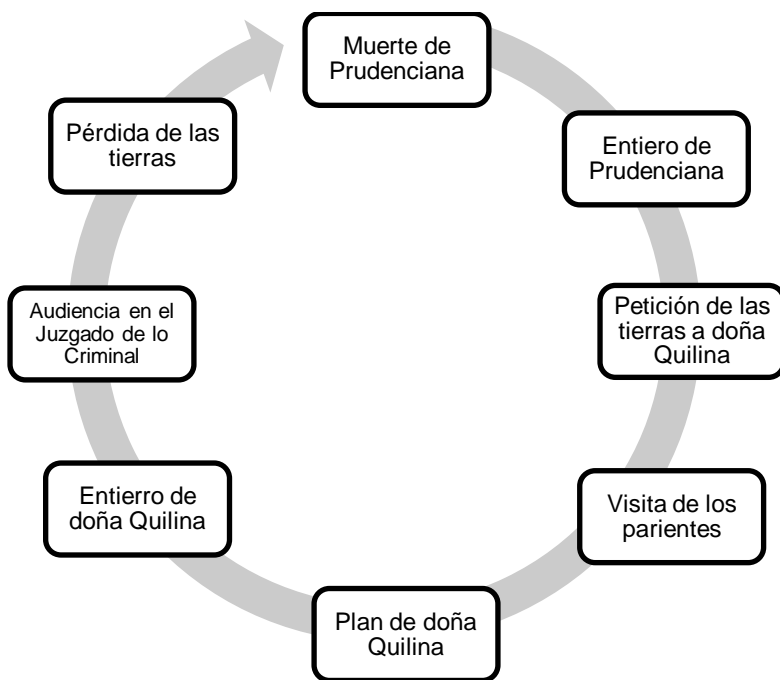 Muerte de
Prudenciana
Entiero de
Prudenciana
Petición de las
tierras a doña
Quilina
Visita de los
parientes
Plan de doña
Quilina
Entierro de
doña Quilina
Audiencia en el
Juzgado de lo
Criminal
Pérdida de las
tierras